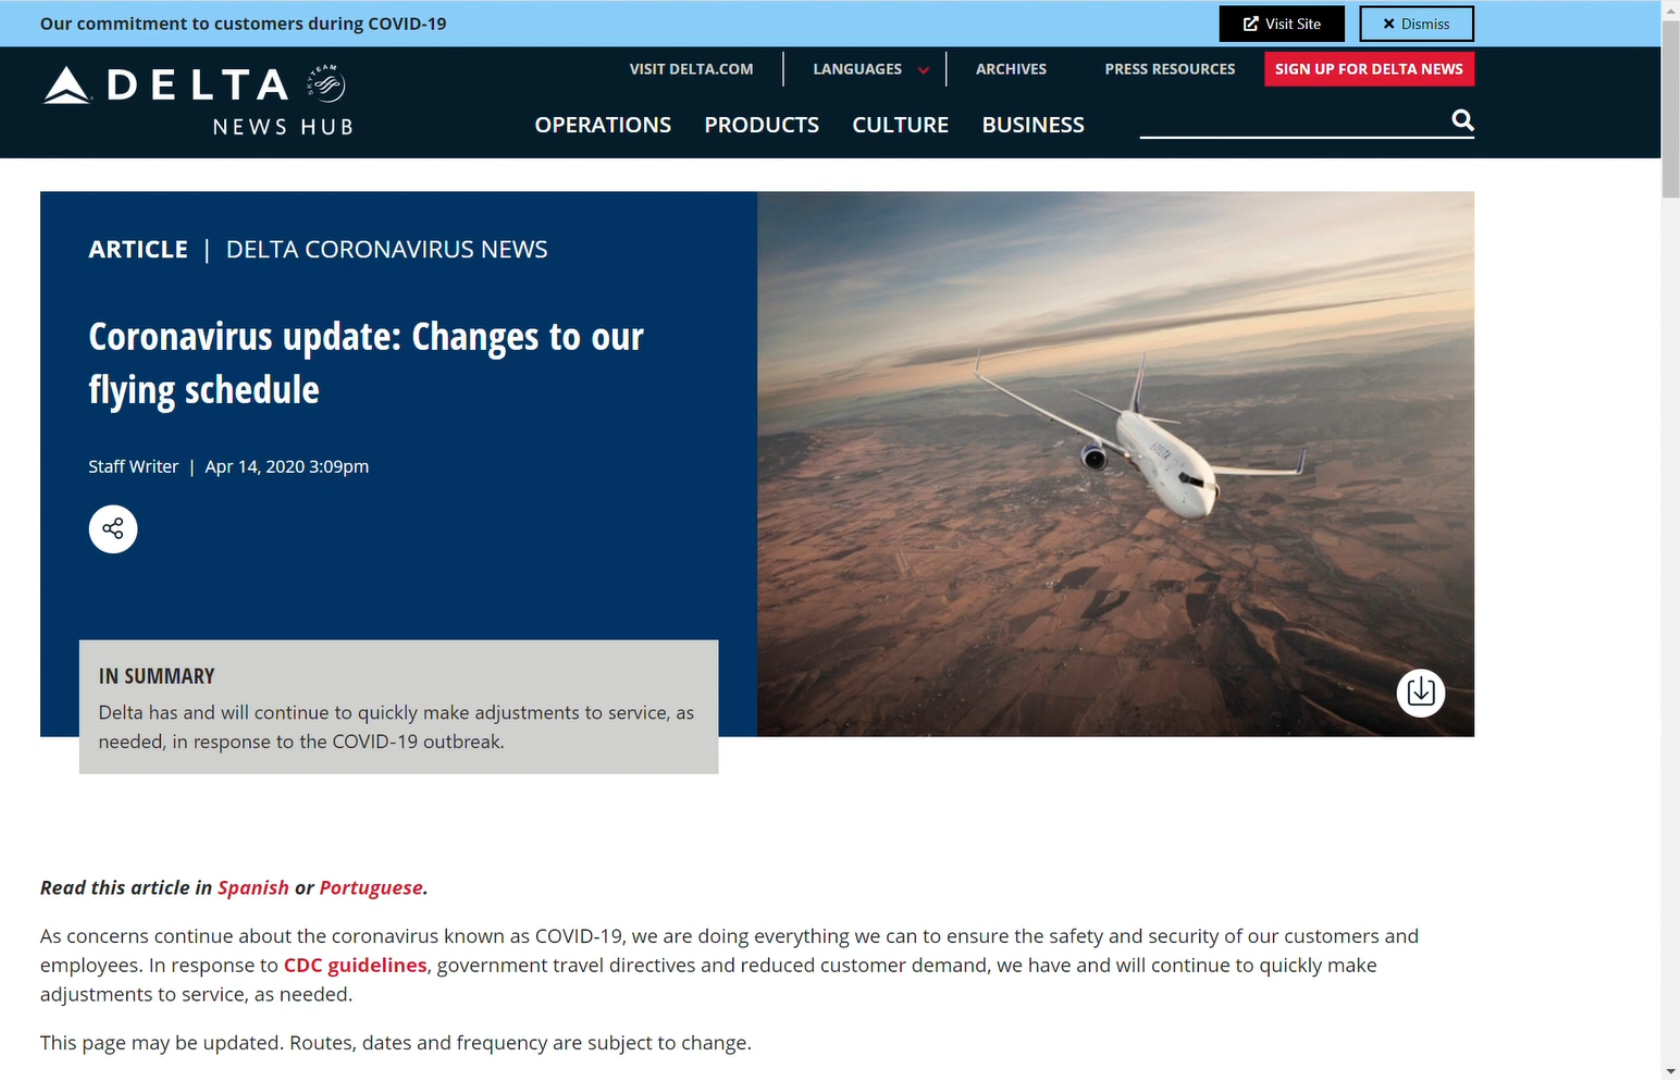 Our commitment to customers during COVID-19
Visit Site
Dismiss
DELTA
NEWS HUB
VISIT DELTA.COM
LANGUAGES
ARCHIVES
PRESS RESOURCES
SIGN UP FOR DELTA NEWS
OPERATIONS
PRODUCTS
CULTURE
BUSINESS
ARTICLE | DELTA CORONAVIRUS NEWS
Coronavirus update: Changes to our
flying schedule
Staff Writer | Apr 14, 2020 3:09pm
IN SUMMARY
Delta has and will continue to quickly make adjustments to service, as
needed, in response to the COVID-19 outbreak.
Read this article in Spanish or Portuguese.
As concerns continue about the coronavirus known as COVID-19, we are doing everything we can to ensure the safety and security of our customers and
employees. In response to CDC guidelines, government travel directives and reduced customer demand, we have and will continue to quickly make
adjustments to service, as needed.
This page may be updated. Routes, dates and frequency are subject to change.